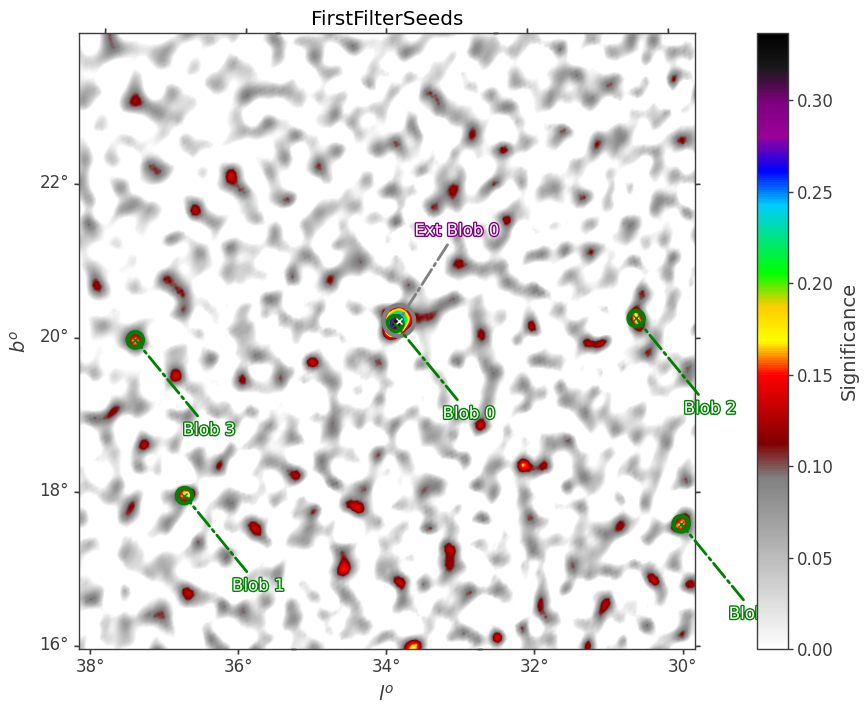 FirstFilterSeeds
Ext Blob 0
Blob 0
Blob 1
Blob 2
Blob 3
22°
20°
18°
16°
b°
38°
36°
34°
32°
30°
l°
0.30
0.25
0.20
0.15
0.10
0.05
0.00
Significance